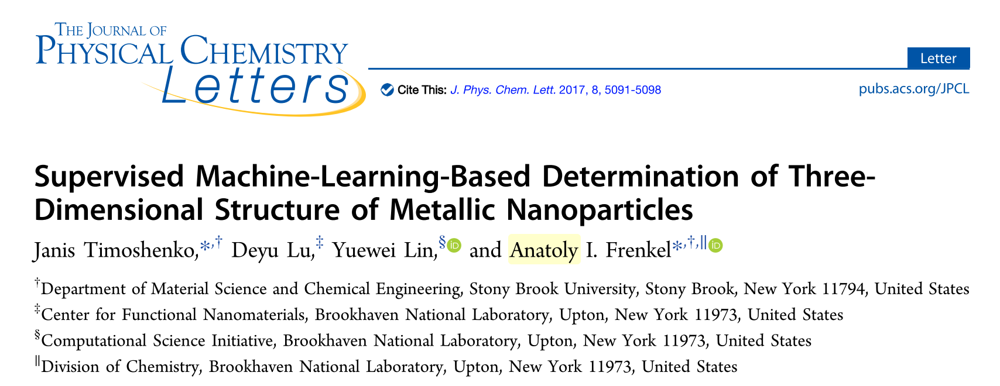 THE JOURNAL OF
PHYSICAL CHEMISTRY
Letters
Letter
Cite This: J. Phys. Chem. Lett. 2017, 8, 5091-5098
pubs.acs.org/JPCL
Supervised Machine-Learning-Based Determination of Three-
Dimensional Structure of Metallic Nanoparticles
Janis Timoshenko,*,† Deyu Lu,‡ Yuewei Lin,§ iD and Anatoly I. Frenkel*,†,∥ iD
†Department of Material Science and Chemical Engineering, Stony Brook University, Stony Brook, New York 11794, United States
‡Center for Functional Nanomaterials, Brookhaven National Laboratory, Upton, New York 11973, United States
§Computational Science Initiative, Brookhaven National Laboratory, Upton, New York 11973, United States
∥Division of Chemistry, Brookhaven National Laboratory, Upton, New York 11973, United States